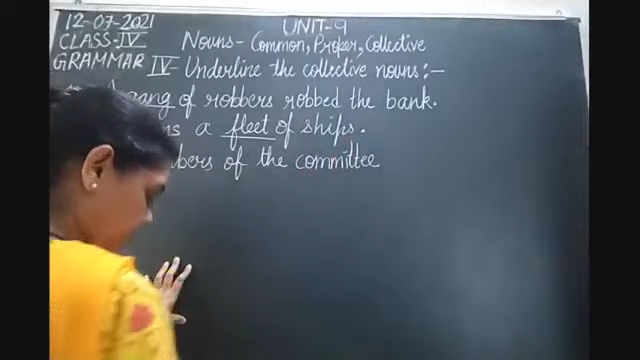 12-07-2021
UNIT-9
CLASS-IV
Nouns- Common, Proper, Collective
GRAMMAR
IV- Underline the collective nouns:-
gang of robbers robbed the bank.
a fleet of ships.
of the committee